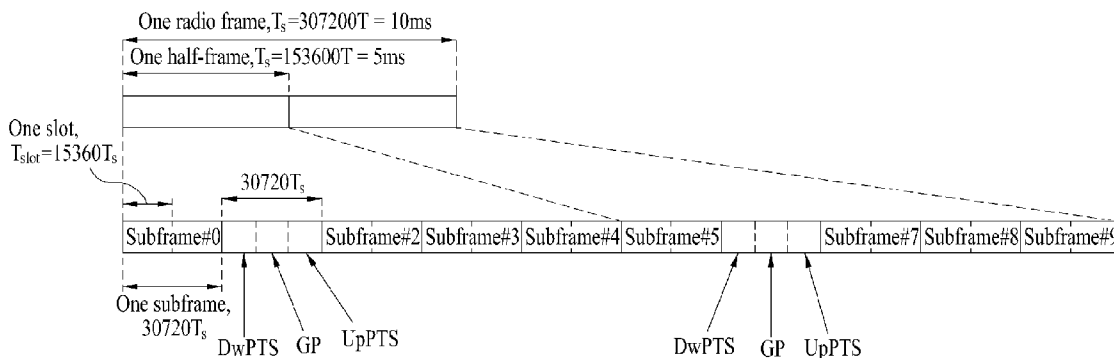 One radio frame,Ts=307200T = 10ms
One half-frame,Ts=153600T = 5ms
One slot,
Tslot=15360Ts
30720Ts
Subframe#0 Subframe#2 Subframe#3 Subframe#4 Subframe#5 Subframe#7 Subframe#8 Subframe#9
One subframe,
30720Ts
DwPTS GP UpPTS DwPTS GP UpPTS